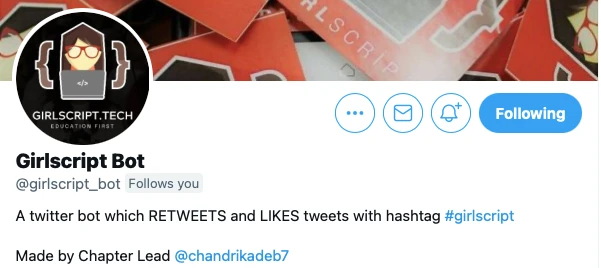 GIRLSCRIPT
</>
GIRLSCRIPT.TECH
EDUCATION FIRST
Following
Girlscript Bot
@girlscript_bot Follows you
A twitter bot which RETWEETS and LIKES tweets with hashtag #girlscript
Made by Chapter Lead @chandrikadeb7